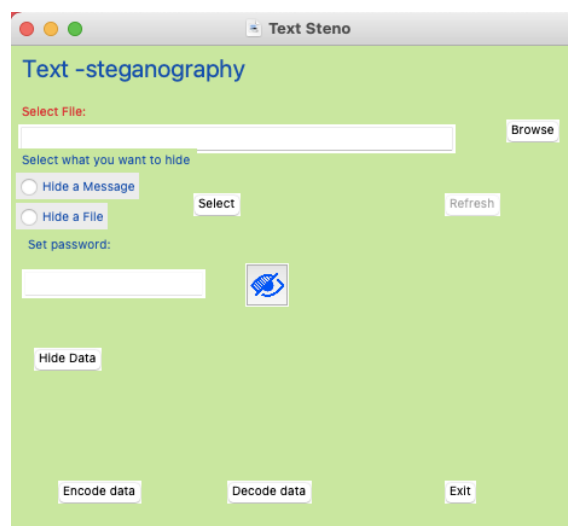 Text Steno
Text -steganography
Select File:
Browse
Select what you want to hide
Hide a Message
Select
Refresh
Hide a File
Set password:
Hide Data
Encode data
Decode data
Exit